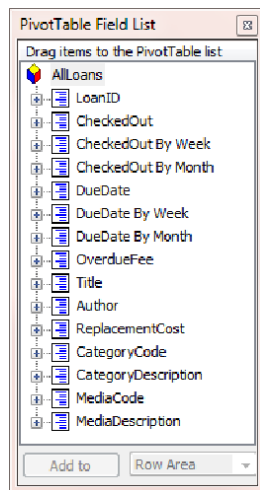 PivotTable Field List
Drag items to the PivotTable list
AllLoans
LoanID
CheckedOut
CheckedOut By Week
CheckedOut By Month
DueDate
DueDate By Week
DueDate By Month
OverdueFee
Title
Author
ReplacementCost
CategoryCode
CategoryDescription
MediaCode
MediaDescription
Add to Row Area